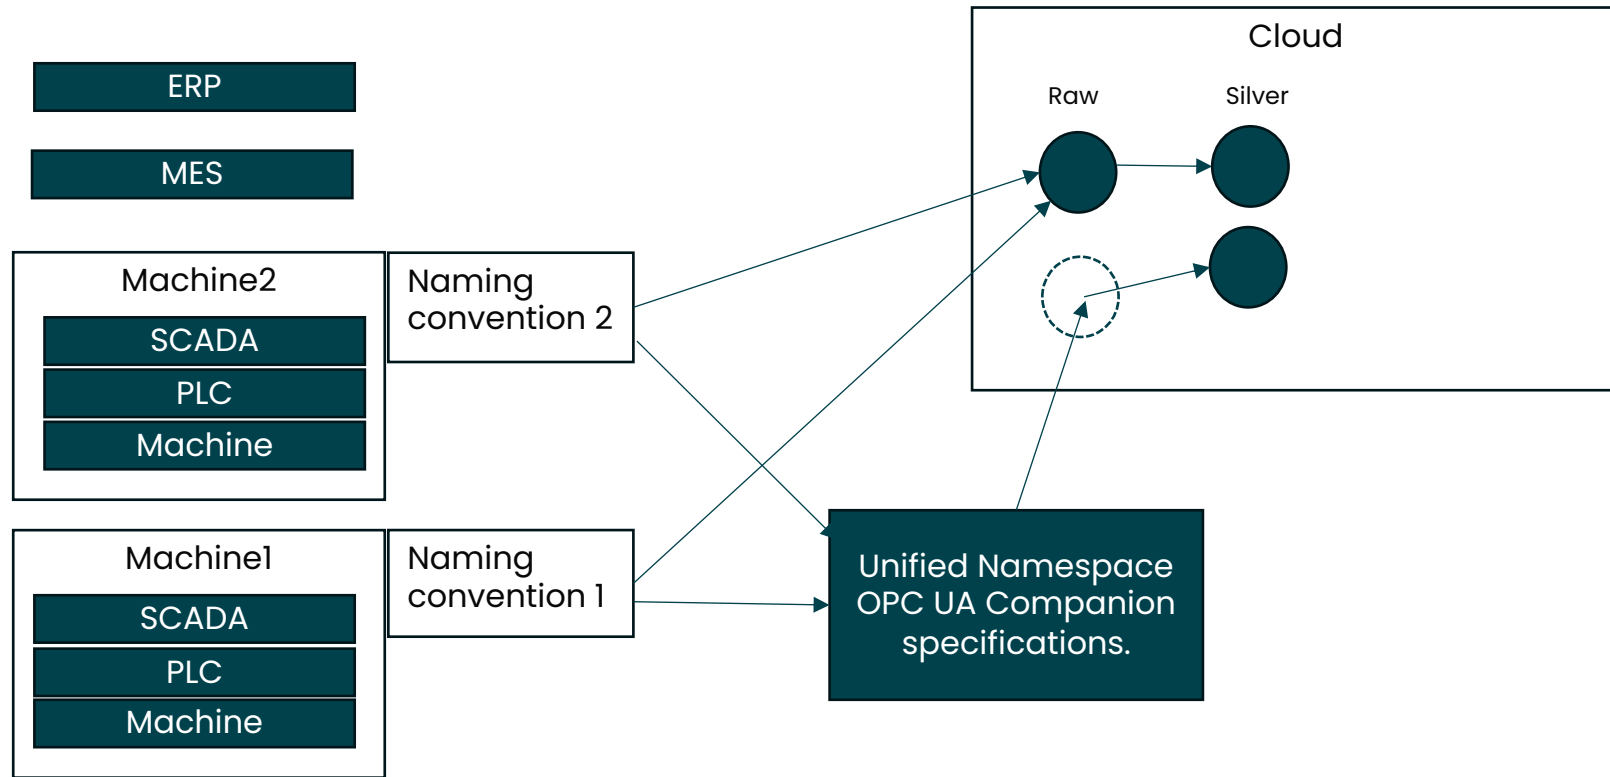 Cloud
Raw
Silver
ERP
MES
Machine2
SCADA
PLC
Machine
Naming
convention 2
Machine1
SCADA
PLC
Machine
Naming
convention 1
Unified Namespace
OPC UA Companion
specifications.